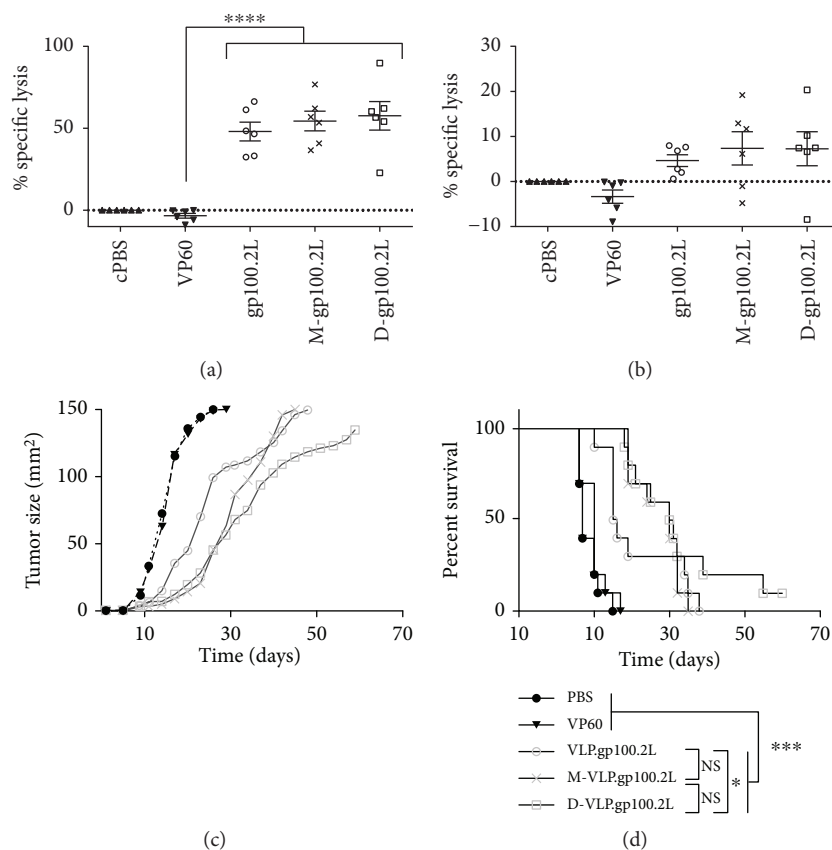 ****
100
50
0
% specific lysis
cPBS
VP60
gp100.2L
M-gp100.2L
D-gp100.2L
(a)
30
20
10
0
−10
% specific lysis
cPBS
VP60
gp100.2L
M-gp100.2L
D-gp100.2L
(b)
150
100
50
0
Tumor size (mm²)
10 30 50 70
Time (days)
(c)
100
50
0
Percent survival
10 10 30 50 70
Time (days)
PBS
VP60
VLP.gp100.2L
M-VLP.gp100.2L
D-VLP.gp100.2L
NS
NS
*
***
(d)